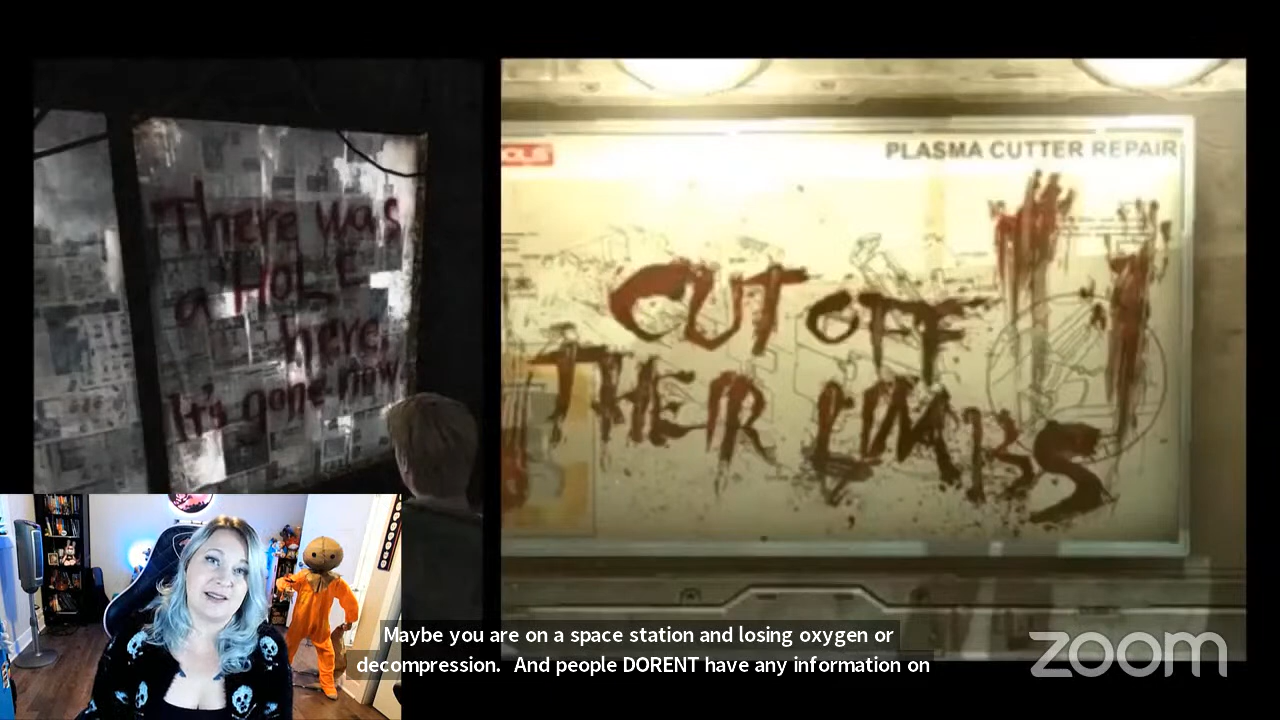 There was
a HOLE
here.
It's gone now
PLASMA CUTTER REPAIR
CUT OFF
THEIR LIMBS
Maybe you are on a space station and losing oxygen or
decompression. And people DORENT have any information on
zoom